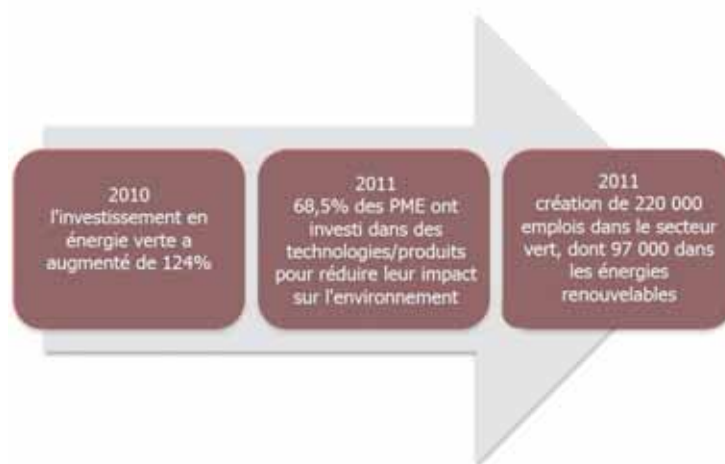 2010
l'investissement en
énergie verte a
augmenté de 124%
2011
68,5% des PME ont
investi dans des
technologies/produits
pour réduire leur impact
sur l'environnement
2011
création de 220 000
emplois dans le secteur
vert, dont 97 000 dans
les énergies
renouvelables